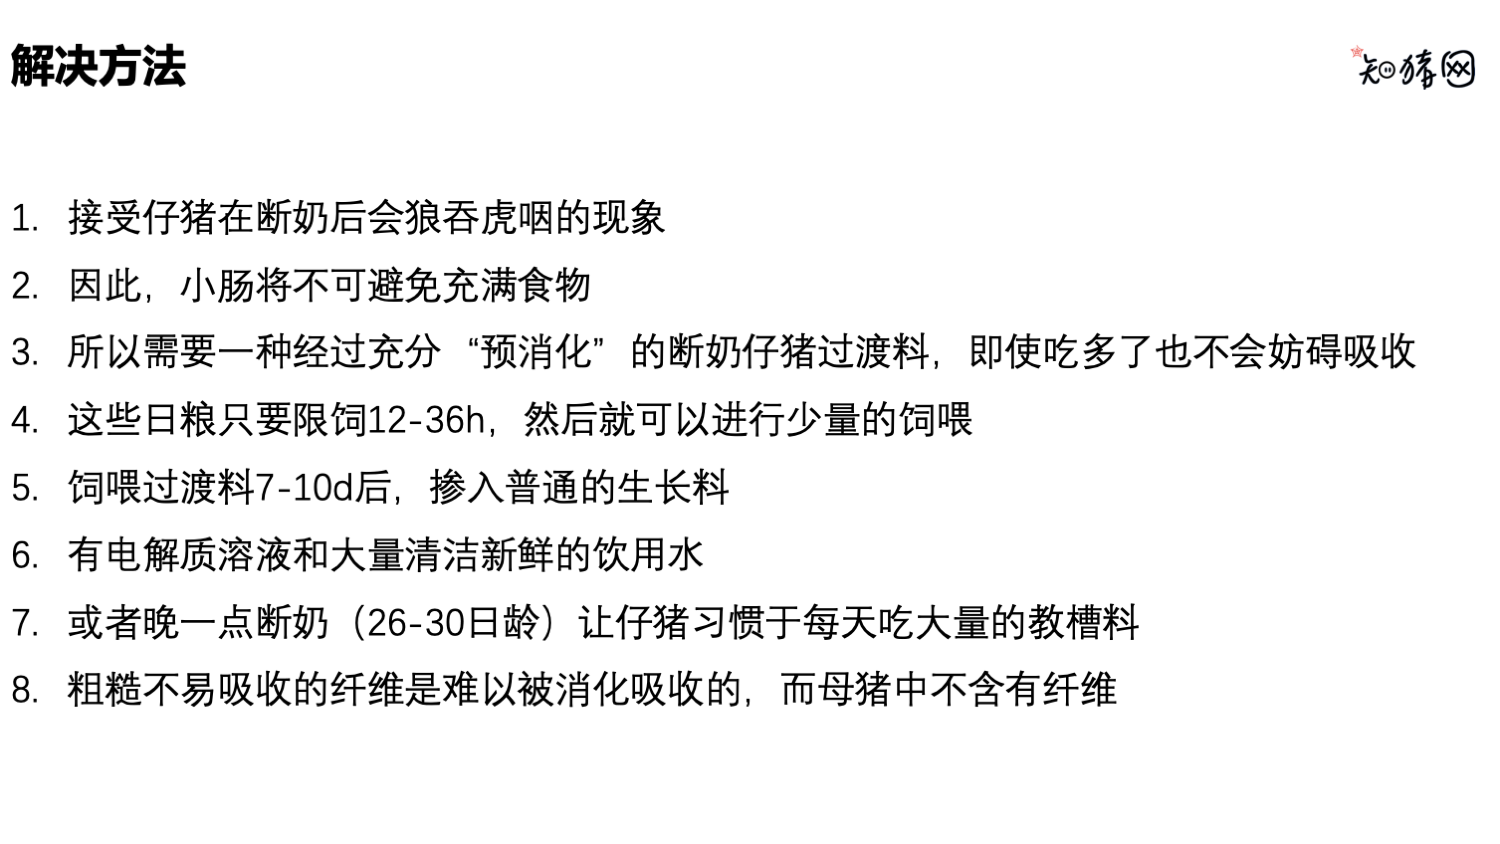 解决方法
知猪网
1. 接受仔猪在断奶后会狼吞虎咽的现象
2. 因此，小肠将不可避免充满食物
3. 所以需要一种经过充分“预消化”的断奶仔猪过渡料，即使吃多了也不会妨碍吸收
4. 这些日粮只要限饲12-36h，然后就可以进行少量的饲喂
5. 饲喂过渡料7-10d后，掺入普通的生长料
6. 有电解质溶液和大量清洁新鲜的饮用水
7. 或者晚一点断奶（26-30日龄）让仔猪习惯于每天吃大量的教槽料
8. 粗糙不易吸收的纤维是难以被消化吸收的，而母猪中不含有纤维